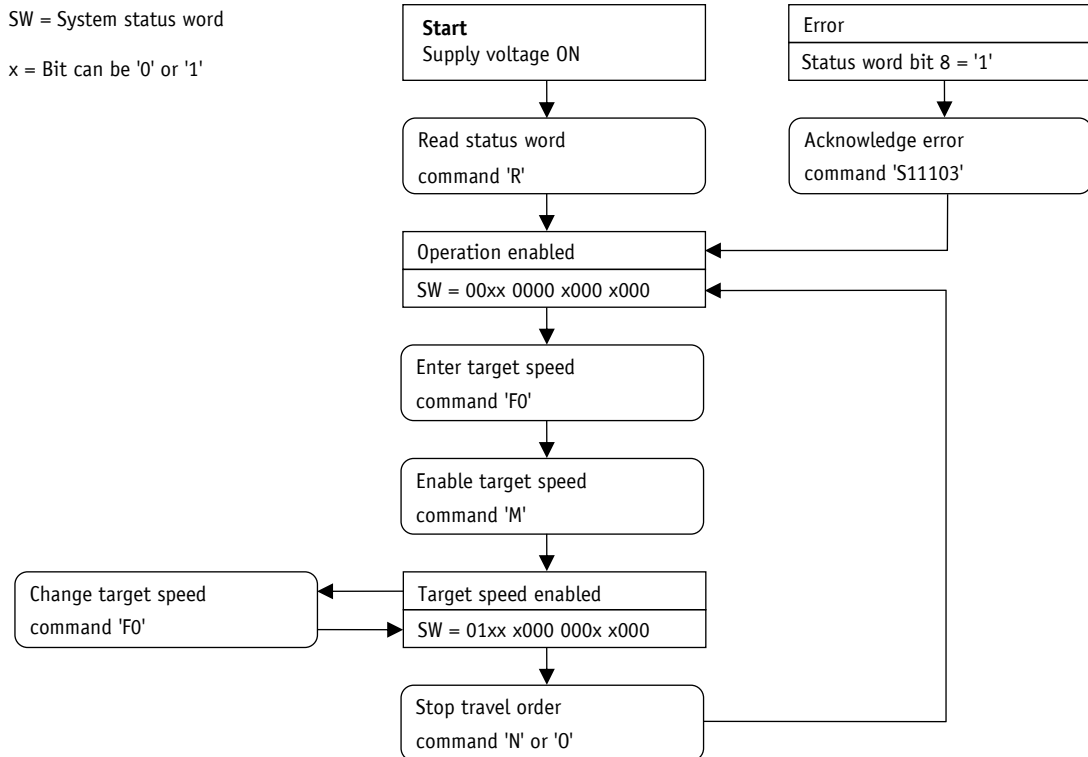 SW = System status word
x = Bit can be '0' or '1'
Start
Supply voltage ON
Error
Status word bit 8 = '1'
Read status word
command 'R'
Acknowledge error
command 'S11103'
Operation enabled
SW = 00xx 0000 x000 x000
Enter target speed
command 'F0'
Enable target speed
command 'M'
Change target speed
command 'F0'
Target speed enabled
SW = 01xx x000 000x x000
Stop travel order
command 'N' or 'O'